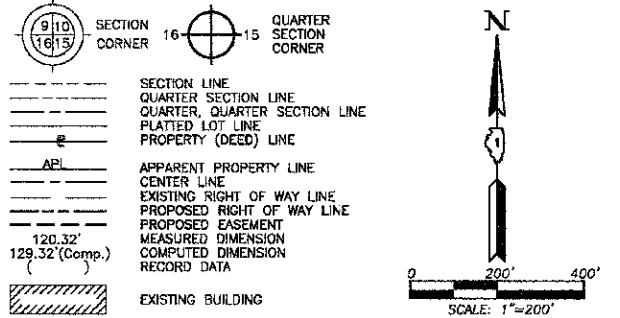 9 10
16 15
SECTION
CORNER
16 15
QUARTER
SECTION
CORNER
N
1
SECTION LINE
QUARTER SECTION LINE
QUARTER, QUARTER SECTION LINE
PLATTED LOT LINE
PROPERTY (DEED) LINE
APL APPARENT PROPERTY LINE
CENTER LINE
EXISTING RIGHT OF WAY LINE
PROPOSED RIGHT OF WAY LINE
PROPOSED EASEMENT
120.32' MEASURED DIMENSION
129.32'(Comp.) COMPUTED DIMENSION
( ) RECORD DATA
EXISTING BUILDING
0 200' 400'
SCALE: 1"=200'